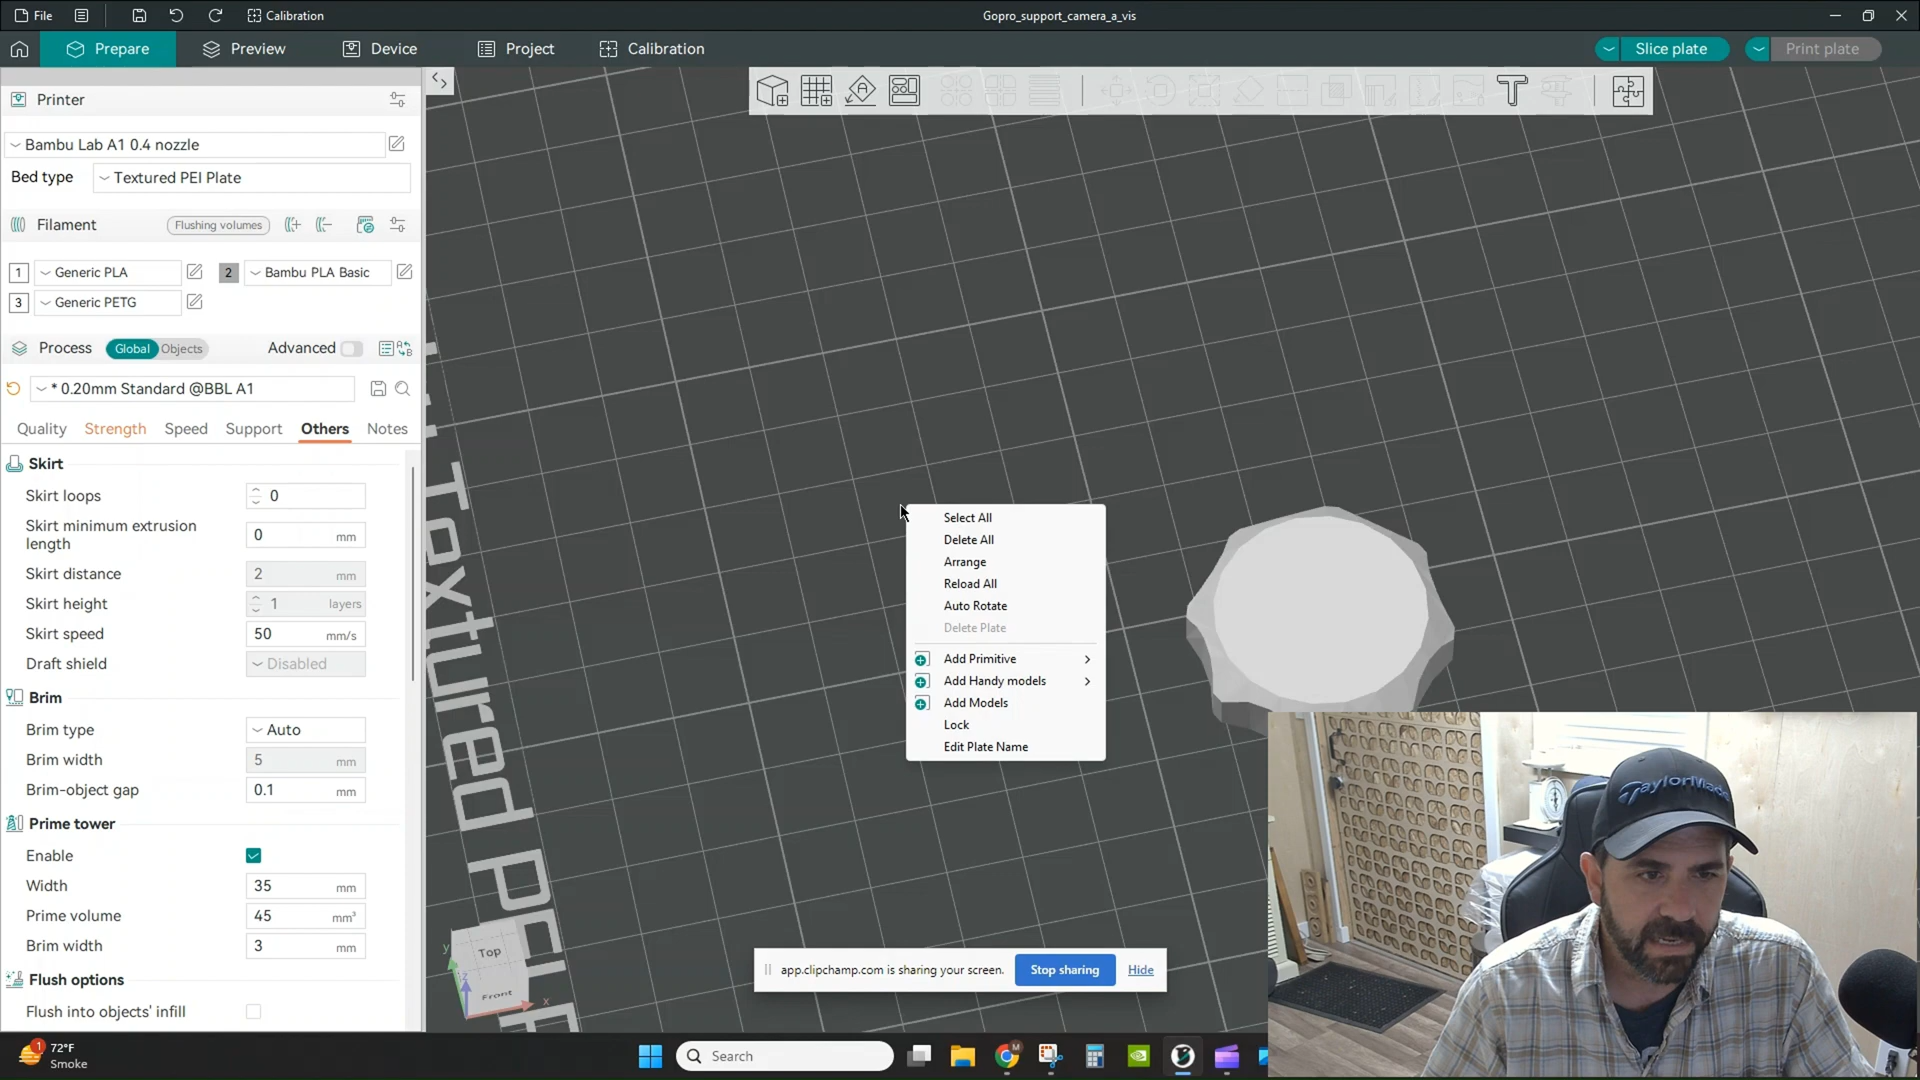 File
Calibration
Gopro_support_camera_a_vis
Prepare
Preview
Device
Project
Calibration
Slice plate
Print plate
Printer
Bambu Lab A1 0.4 nozzle
Bed type
Textured PEI Plate
Filament
Flushing volumes
1
Generic PLA
2
Bambu PLA Basic
3
Generic PETG
Process
Global
Objects
Advanced
* 0.20mm Standard @BBL A1
Quality
Strength
Speed
Support
Others
Notes
Skirt
Skirt loops
0
Skirt minimum extrusion
length
0 mm
Skirt distance
2 mm
Skirt height
1 layers
Skirt speed
50 mm/s
Draft shield
Disabled
Brim
Brim type
Auto
Brim width
5 mm
Brim-object gap
0.1 mm
Prime tower
Enable
Width
35 mm
Prime volume
45 mm³
Brim width
3 mm
Flush options
Flush into objects' infill
Textured PEI
Select All
Delete All
Arrange
Reload All
Auto Rotate
Delete Plate
Add Primitive
Add Handy models
Add Models
Lock
Edit Plate Name
Top
Front
y
z
x
app.clipchamp.com is sharing your screen.
Stop sharing
Hide
TaylorMade
1
72°F
Smoke
Search
M